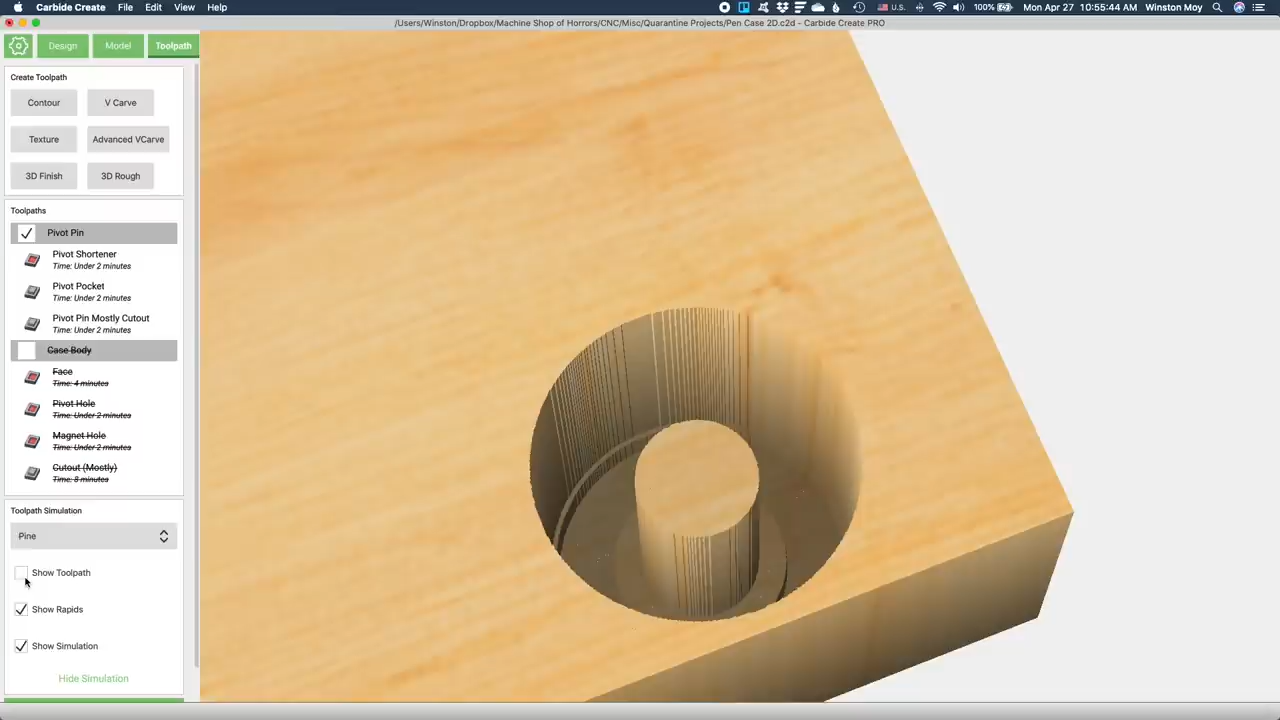 Carbide Create File Edit View Help
U.S. 100% Mon Apr 27 10:55:44 AM Winston Moy
/Users/Winston/Dropbox/Machine Shop of Horrors/CNC/Misc/Quarantine Projects/Pen Case 2D.c2d - Carbide Create PRO
Design Model Toolpath
Create Toolpath
Contour V Carve
Texture Advanced VCarve
3D Finish 3D Rough
Toolpaths
Pivot Pin
Pivot Shortener
Time: Under 2 minutes
Pivot Pocket
Time: Under 2 minutes
Pivot Pin Mostly Cutout
Time: Under 2 minutes
Case Body
Face
Time: 4 minutes
Pivot Hole
Time: Under 2 minutes
Magnet Hole
Time: Under 2 minutes
Cutout (Mostly)
Time: 8 minutes
Toolpath Simulation
Pine
Show Toolpath
Show Rapids
Show Simulation
Hide Simulation